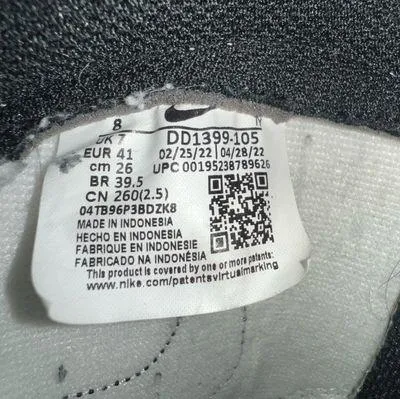 8
UK 7
DD1399-105
EUR 41
02/25/22 | 04/28/22
cm 26
UPC 00195238789626
BR 39.5
CN 260(2.5)
04TB96P3BDZK8
MADE IN INDONESIA
HECHO EN INDONESIA
FABRIQUE EN INDONESIE
FABRICADO NA INDONÉSIA
This product is covered by one or more patents.
www.nike.com/patentsvirtualmarking